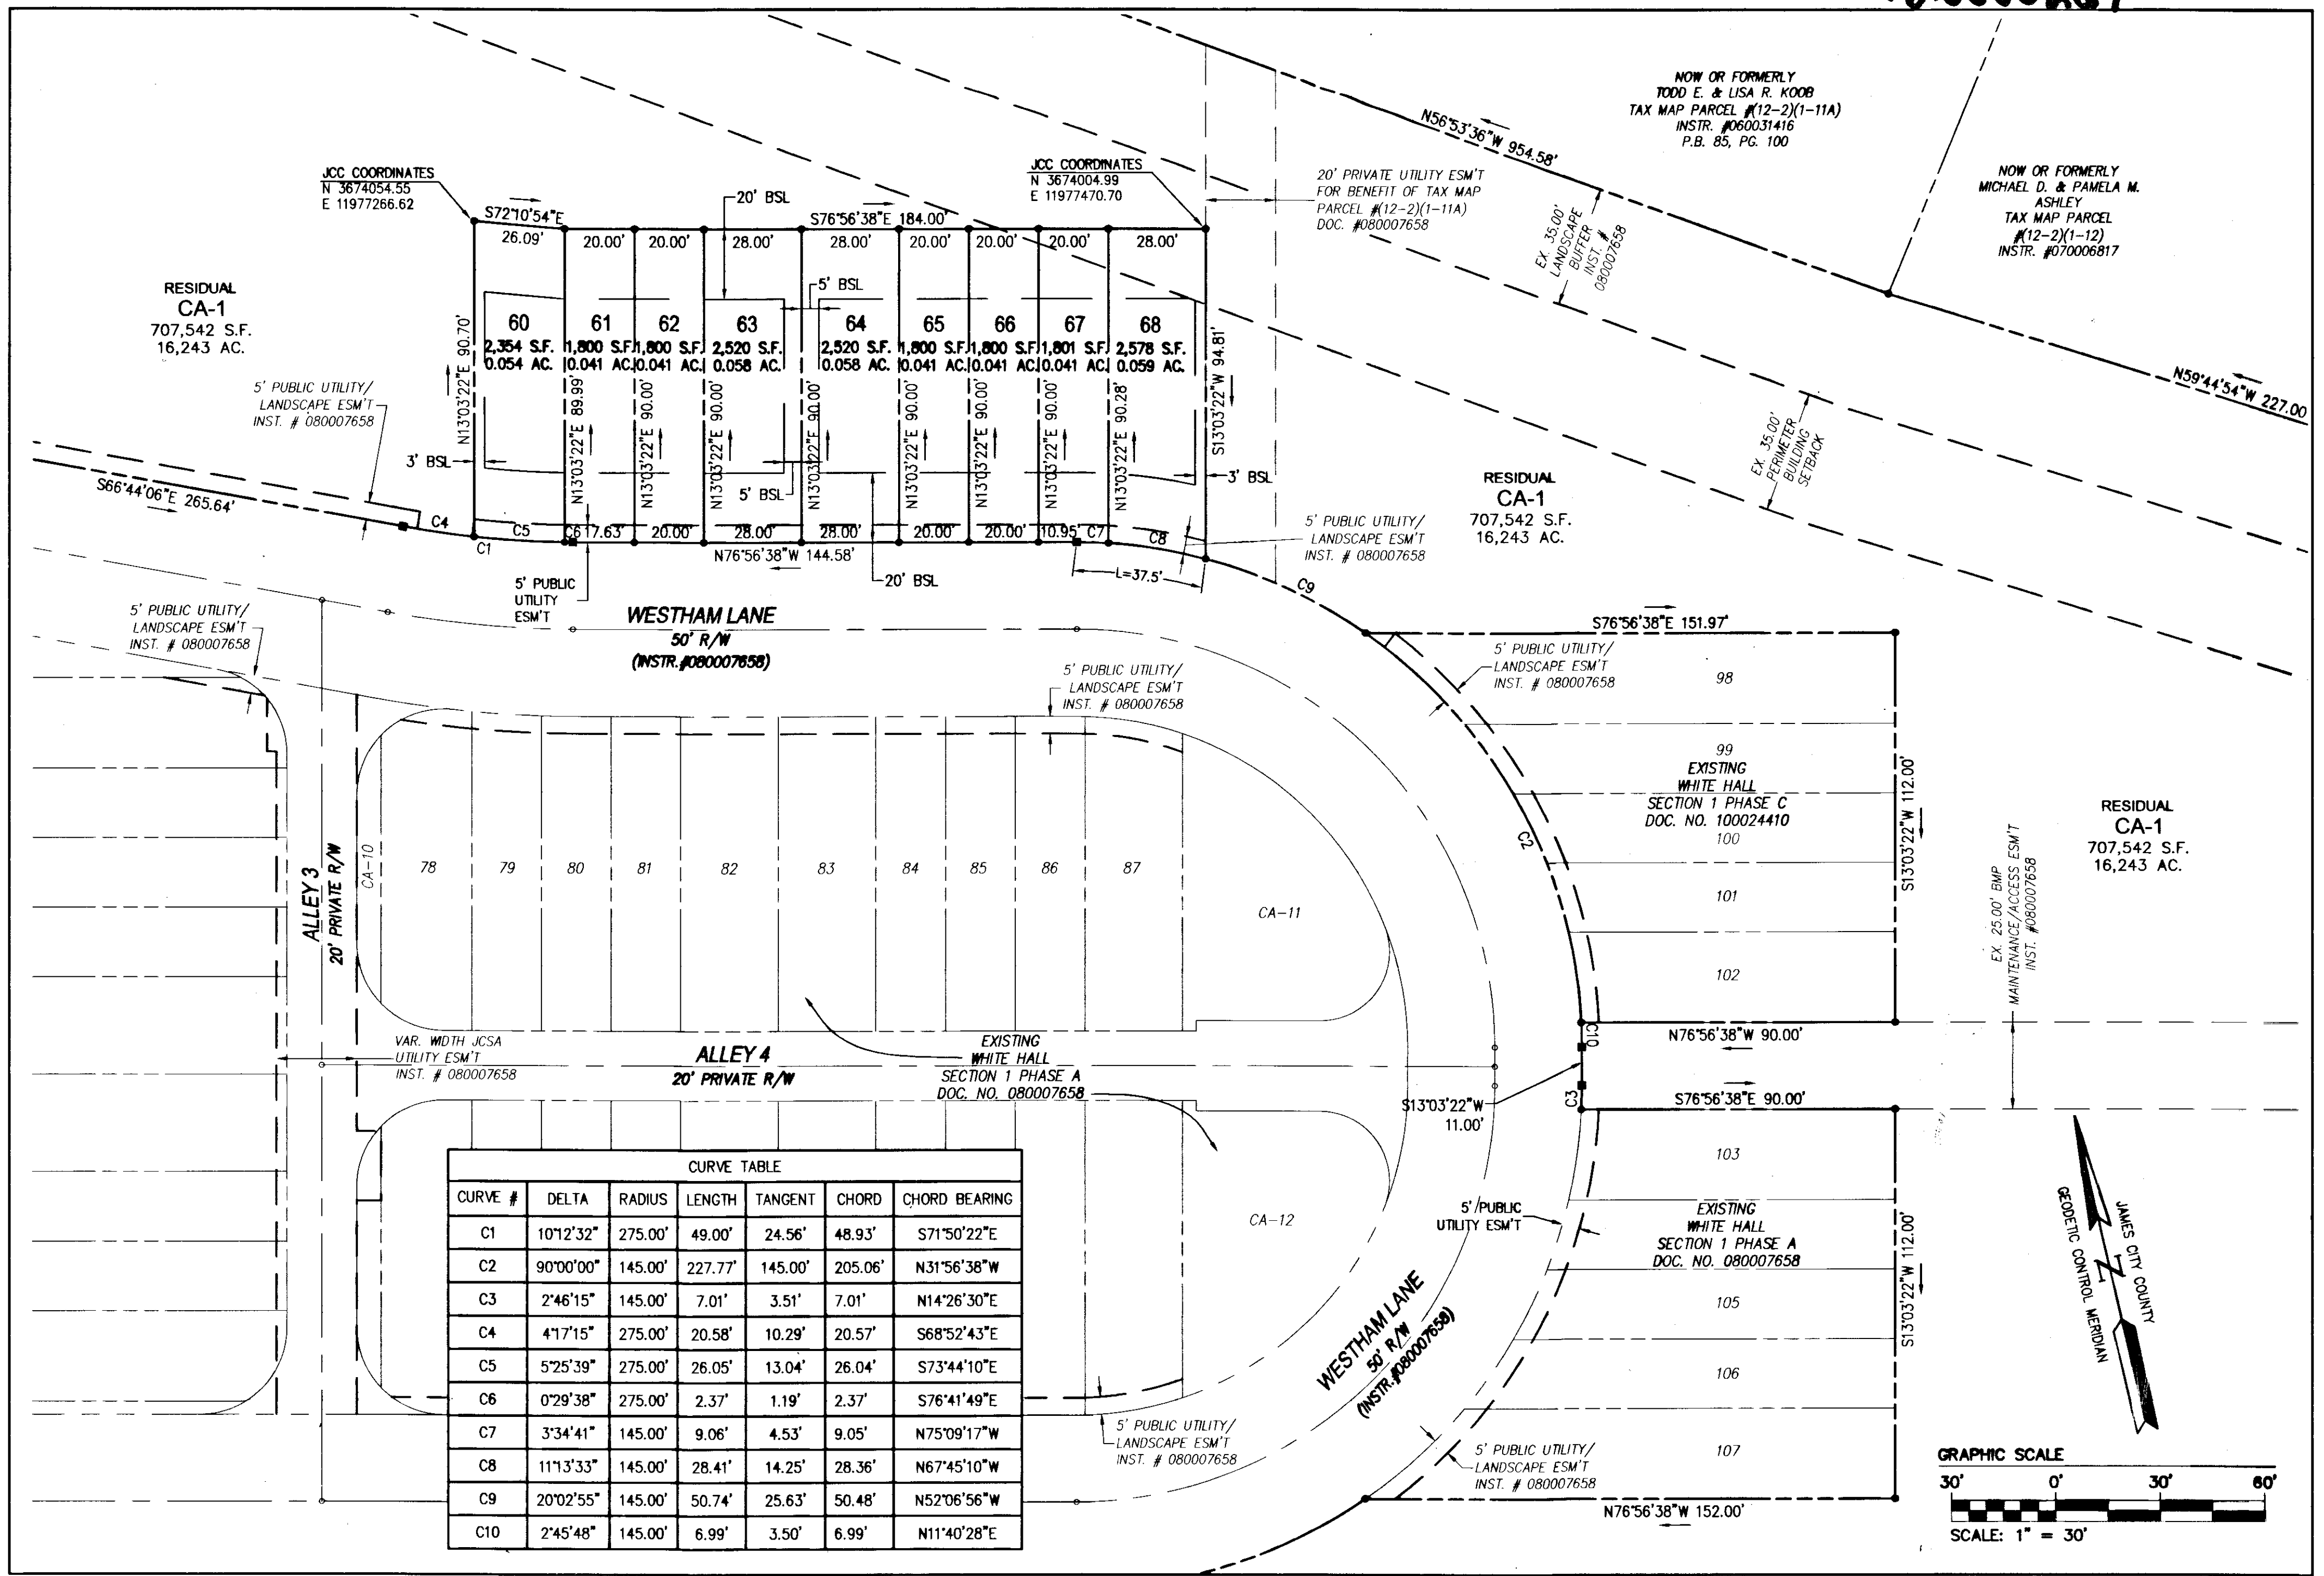 NOW OR FORMERLY
TODD E. & LISA R. KOOB
TAX MAP PARCEL #(12-2)(1-11A)
INSTR. #060031416
P.B. 85, PG. 100
NOW OR FORMERLY
MICHAEL D. & PAMELA M.
ASHLEY
TAX MAP PARCEL
#(12-2)(1-12)
INSTR. #070006817
N56°53'36"W 954.58'
N59°44'54"W 227.00
JCC COORDINATES
N 3674054.55
E 11977266.62
JCC COORDINATES
N 3674004.99
E 11977470.70
20' PRIVATE UTILITY ESM'T
FOR BENEFIT OF TAX MAP
PARCEL #(12-2)(1-11A)
DOC. #080007658
EX. 35.00'
LANDSCAPE
BUFFER
INST. #
080007658
EX. 35.00'
PERIMETER
BUILDING
SETBACK
S72°10'54"E
26.09'
20' BSL
S76°56'38"E 184.00'
20.00' 20.00' 28.00' 28.00' 20.00' 20.00' 20.00' 28.00'
5' BSL
RESIDUAL
CA-1
707,542 S.F.
16,243 AC.
60 61 62 63 64 65 66 67 68
2,354 S.F. 1,800 S.F. 1,800 S.F. 2,520 S.F. 2,520 S.F. 1,800 S.F. 1,800 S.F. 1,801 S.F. 2,578 S.F.
0.054 AC. 0.041 AC. 0.041 AC. 0.058 AC. 0.058 AC. 0.041 AC. 0.041 AC. 0.041 AC. 0.059 AC.
N13°03'22"E 90.70'
N13°03'22"E 89.99'
N13°03'22"E 90.00'
N13°03'22"E 90.00'
N13°03'22"E 90.00'
N13°03'22"E 90.00'
N13°03'22"E 90.00'
N13°03'22"E 90.00'
N13°03'22"E 90.28'
S13°03'22"W 94.81'
5' PUBLIC UTILITY/
LANDSCAPE ESM'T
INST. # 080007658
3' BSL
5' BSL
3' BSL
S66°44'06"E 265.64'
C4 C5 C6 17.63' 20.00' 28.00' 28.00' 20.00' 20.00' 10.95' C7 C8
C1
N76°56'38"W 144.58'
20' BSL
L=37.5'
C9
5' PUBLIC
UTILITY
ESM'T
5' PUBLIC UTILITY/
LANDSCAPE ESM'T
INST. # 080007658
RESIDUAL
CA-1
707,542 S.F.
16,243 AC.
WESTHAM LANE
50' R/W
(INSTR.#080007658)
5' PUBLIC UTILITY/
LANDSCAPE ESM'T
INST. # 080007658
5' PUBLIC UTILITY/
LANDSCAPE ESM'T
INST. # 080007658
S76°56'38"E 151.97'
5' PUBLIC UTILITY/
LANDSCAPE ESM'T
INST. # 080007658
98
99
EXISTING
WHITE HALL
SECTION 1 PHASE C
DOC. NO. 100024410
100
101
102
C2
S13°03'22"W 112.00'
RESIDUAL
CA-1
707,542 S.F.
16,243 AC.
EX. 25.00' BMP
MAINTENANCE/ACCESS ESM'T
INST. #080007658
ALLEY 3
20' PRIVATE R/W
CA-10
78 79 80 81 82 83 84 85 86 87
CA-11
VAR. WIDTH JCSA
UTILITY ESM'T
INST. # 080007658
ALLEY 4
20' PRIVATE R/W
EXISTING
WHITE HALL
SECTION 1 PHASE A
DOC. NO. 080007658
C10
N76°56'38"W 90.00'
S76°56'38"E 90.00'
C3
S13°03'22"W
11.00'
103
5' PUBLIC
UTILITY ESM'T
EXISTING
WHITE HALL
SECTION 1 PHASE A
DOC. NO. 080007658
105
106
107
S13°03'22"W 112.00'
CA-12
WESTHAM LANE
50' R/W
(INSTR.#080007658)
5' PUBLIC UTILITY/
LANDSCAPE ESM'T
INST. # 080007658
5' PUBLIC UTILITY/
LANDSCAPE ESM'T
INST. # 080007658
N76°56'38"W 152.00'
CURVE TABLE
CURVE # DELTA RADIUS LENGTH TANGENT CHORD CHORD BEARING
C1 10°12'32" 275.00' 49.00' 24.56' 48.93' S71°50'22"E
C2 90°00'00" 145.00' 227.77' 145.00' 205.06' N31°56'38"W
C3 2°46'15" 145.00' 7.01' 3.51' 7.01' N14°26'30"E
C4 4°17'15" 275.00' 20.58' 10.29' 20.57' S68°52'43"E
C5 5°25'39" 275.00' 26.05' 13.04' 26.04' S73°44'10"E
C6 0°29'38" 275.00' 2.37' 1.19' 2.37' S76°41'49"E
C7 3°34'41" 145.00' 9.06' 4.53' 9.05' N75°09'17"W
C8 11°13'33" 145.00' 28.41' 14.25' 28.36' N67°45'10"W
C9 20°02'55" 145.00' 50.74' 25.63' 50.48' N52°06'56"W
C10 2°45'48" 145.00' 6.99' 3.50' 6.99' N11°40'28"E
JAMES CITY COUNTY
GEODETIC CONTROL MERIDIAN
GRAPHIC SCALE
30' 0' 30' 60'
SCALE: 1" = 30'